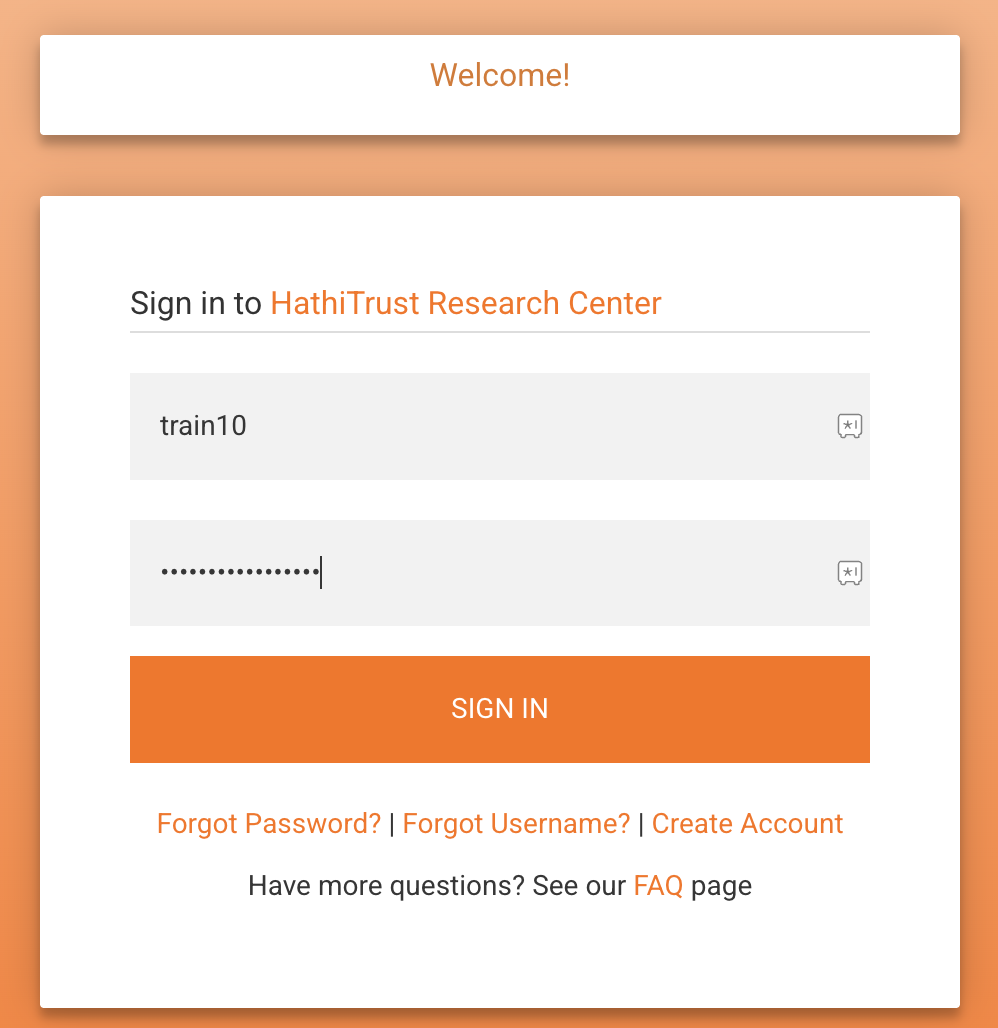 Welcome!
Sign in to HathiTrust Research Center
train10
•••••••••••••••••
SIGN IN
Forgot Password? | Forgot Username? | Create Account
Have more questions? See our FAQ page